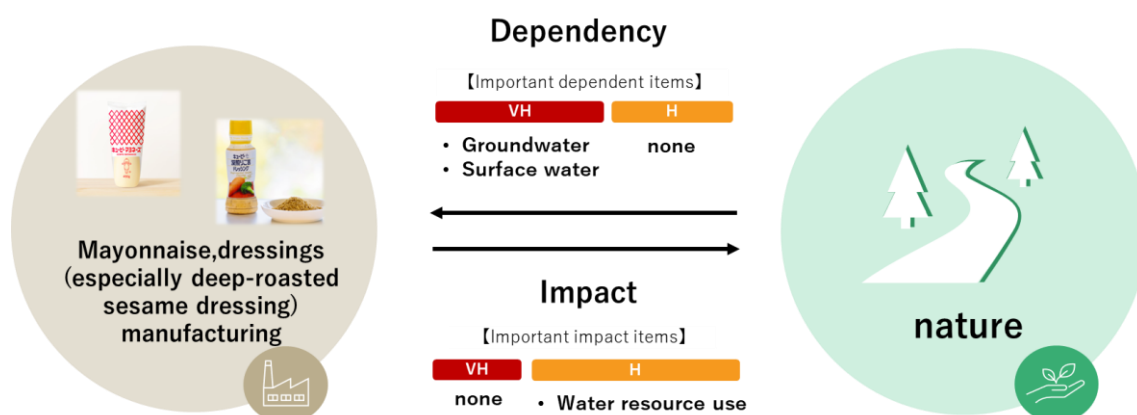 Dependency
【Important dependent items】
VH H
• Groundwater none
• Surface water
Mayonnaise,dressings
(especially deep-roasted
sesame dressing)
manufacturing
Impact
【Important impact items】
VH H
none • Water resource use
nature